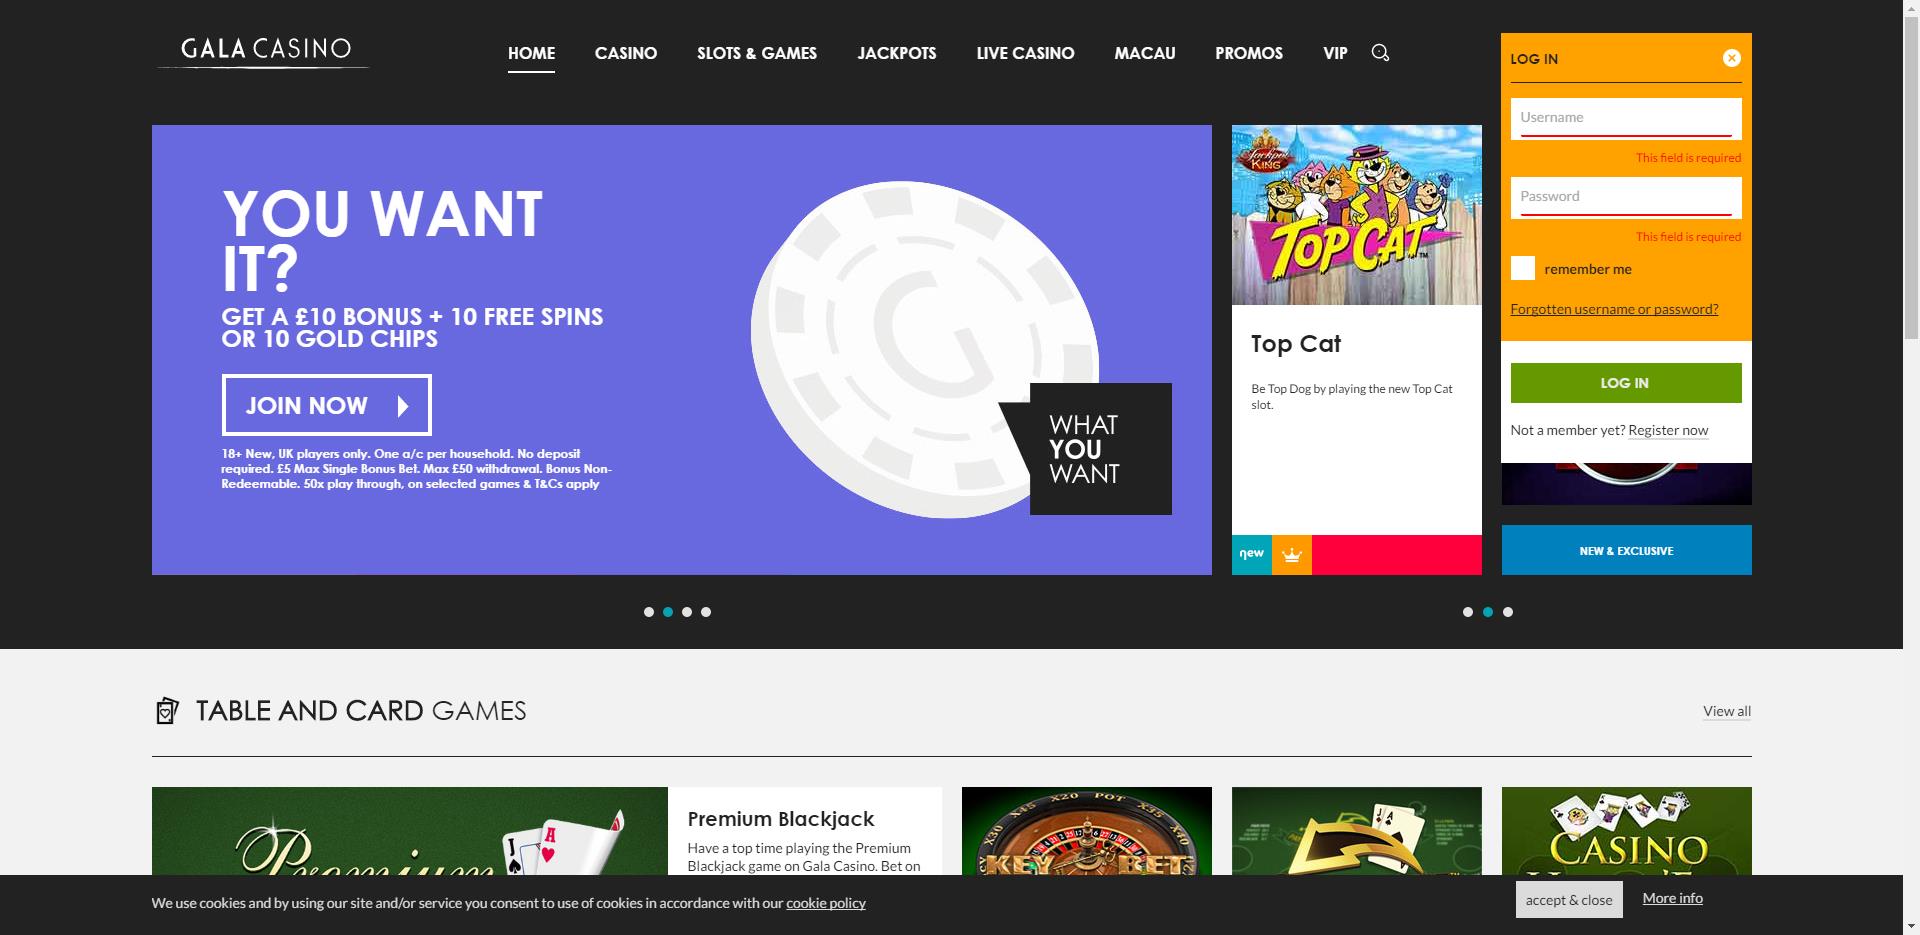 GALA CASINO
HOME CASINO SLOTS & GAMES JACKPOTS LIVE CASINO MACAU PROMOS VIP
LOG IN
Username
This field is required
Password
This field is required
remember me
Forgotten username or password?
LOG IN
Not a member yet? Register now
YOU WANT
IT?
GET A £10 BONUS + 10 FREE SPINS
OR 10 GOLD CHIPS
JOIN NOW
18+ New, UK players only. One a/c per household. No deposit
required. £5 Max Single Bonus Bet. Max £50 withdrawal. Bonus Non-
Redeemable. 50x play through, on selected games & T&Cs apply
G
WHAT
YOU
WANT
Jackpot
KING
TOP CAT™
Top Cat
Be Top Dog by playing the new Top Cat
slot.
new
NEW & EXCLUSIVE
TABLE AND CARD GAMES
View all
Premium
Premium Blackjack
Have a top time playing the Premium
Blackjack game on Gala Casino. Bet on
X30 X45 X20 POT X35 X40
KEY BET
CASINO
We use cookies and by using our site and/or service you consent to use of cookies in accordance with our cookie policy
accept & close
More info